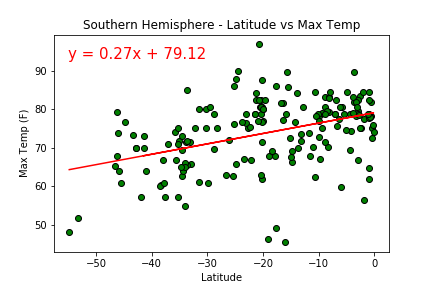 Southern Hemisphere - Latitude vs Max Temp
y = 0.27x + 79.12
Max Temp (F)
90
80
70
60
50
−50
−40
−30
−20
−10
0
Latitude